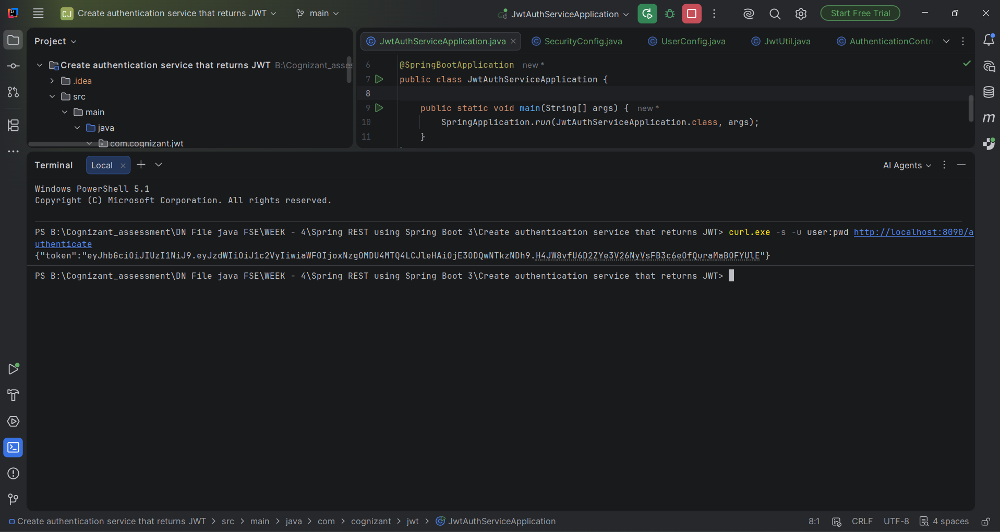 CJ Create authentication service that returns JWT main JwtAuthServiceApplication Start Free Trial
Project
Create authentication service that returns JWT B:\Cognizant_asses
.idea
src
main
java
com.cognizant.jwt
JwtAuthServiceApplication.java SecurityConfig.java UserConfig.java JwtUtil.java AuthenticationContr
6 @SpringBootApplication new *
7 public class JwtAuthServiceApplication {
8
9 public static void main(String[] args) { new *
10 SpringApplication.run(JwtAuthServiceApplication.class, args);
11 }
Terminal Local AI Agents
Windows PowerShell 5.1
Copyright (C) Microsoft Corporation. All rights reserved.
PS B:\Cognizant_assessment\DN File java FSE\WEEK - 4\Spring REST using Spring Boot 3\Create authentication service that returns JWT> curl.exe -s -u user:pwd http://localhost:8090/a
uthenticate
{"token":"eyJhbGciOiJIUzI1NiJ9.eyJzdWIiOiJ1c2VyIiwiaWF0IjoxNzg0MDU4MTQ4LCJleHAiOjE3ODQwNTkzNDh9.H4JW8vfU6D2ZYe3V26NyVsFB3c6eOfQuraMaBOFYUlE"}
PS B:\Cognizant_assessment\DN File java FSE\WEEK - 4\Spring REST using Spring Boot 3\Create authentication service that returns JWT>
Create authentication service that returns JWT > src > main > java > com > cognizant > jwt > JwtAuthServiceApplication 8:1 CRLF UTF-8 4 spaces